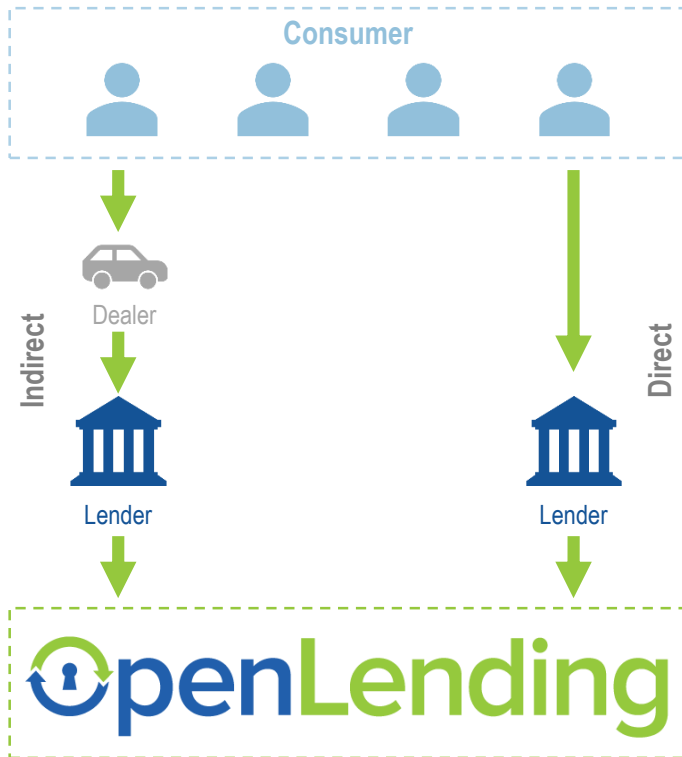 Consumer
Dealer
Indirect
Direct
Lender
Lender
OpenLending